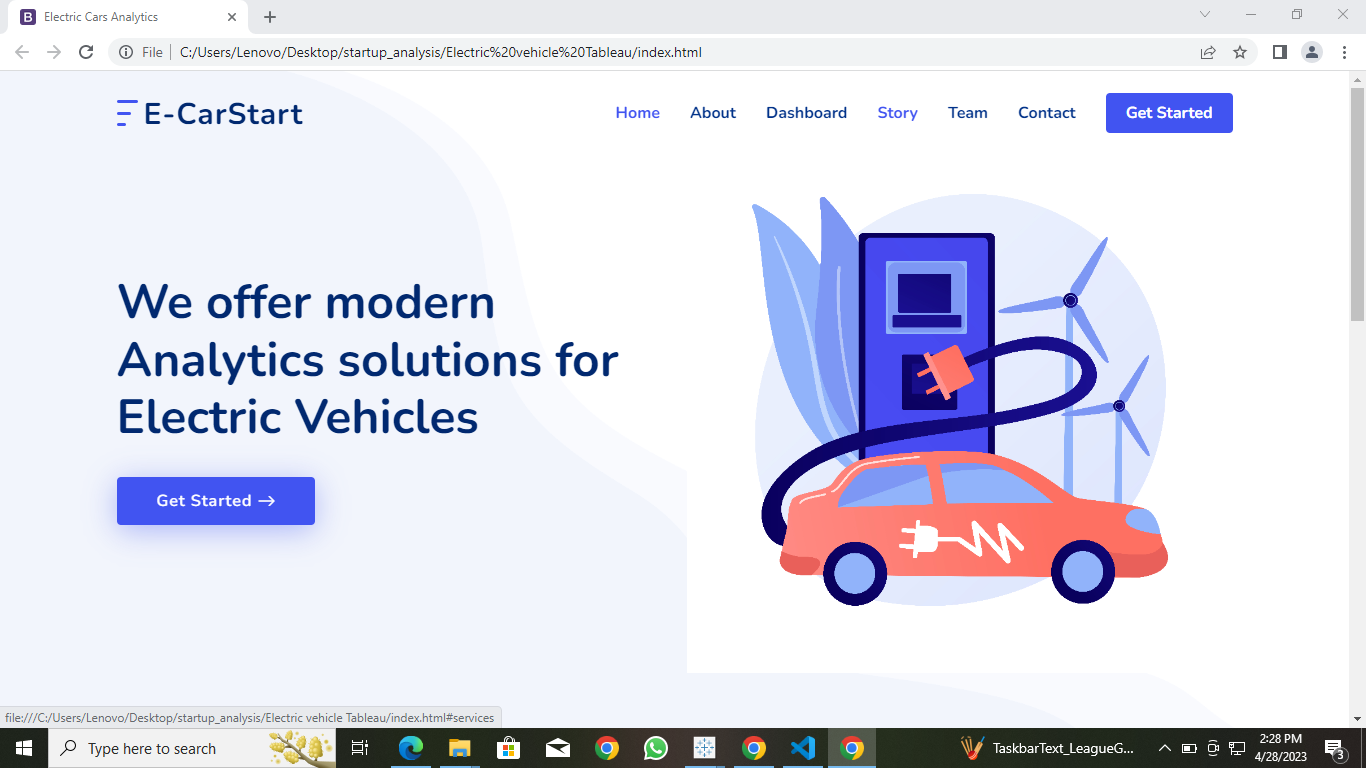 Electric Cars Analytics
File
C:/Users/Lenovo/Desktop/startup_analysis/Electric%20vehicle%20Tableau/index.html
E-CarStart
Home About Dashboard Story Team Contact Get Started
We offer modern
Analytics solutions for
Electric Vehicles
Get Started →
file:///C:/Users/Lenovo/Desktop/startup_analysis/Electric vehicle Tableau/index.html#services
Type here to search
TaskbarText_LeagueG...
2:28 PM
4/28/2023
3